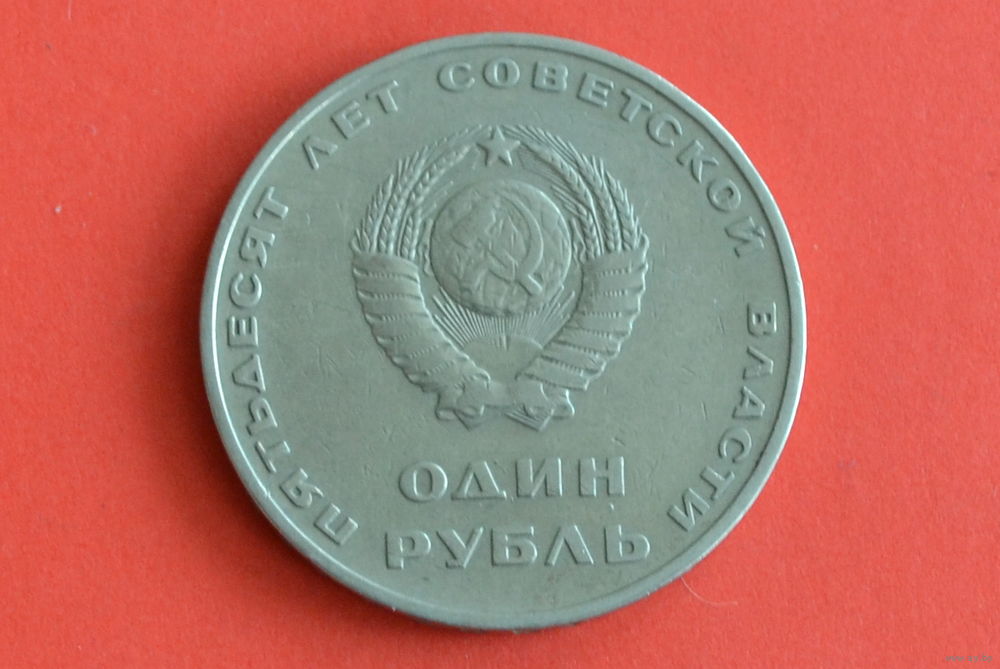 ПЯТЬДЕСЯТ ЛЕТ СОВЕТСКОЙ ВЛАСТИ
ОДИН
РУБЛЬ